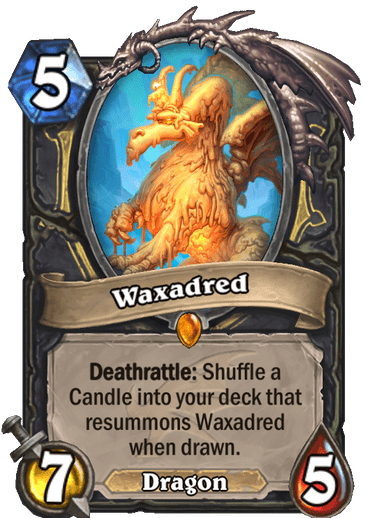 5
Waxadred
Deathrattle: Shuffle a
Candle into your deck that
resummons Waxadred
when drawn.
7
Dragon
5